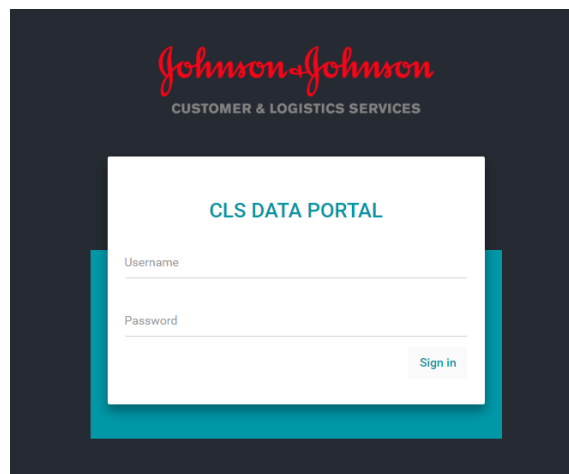 Johnson & Johnson
CUSTOMER & LOGISTICS SERVICES
CLS DATA PORTAL
Username
Password
Sign in